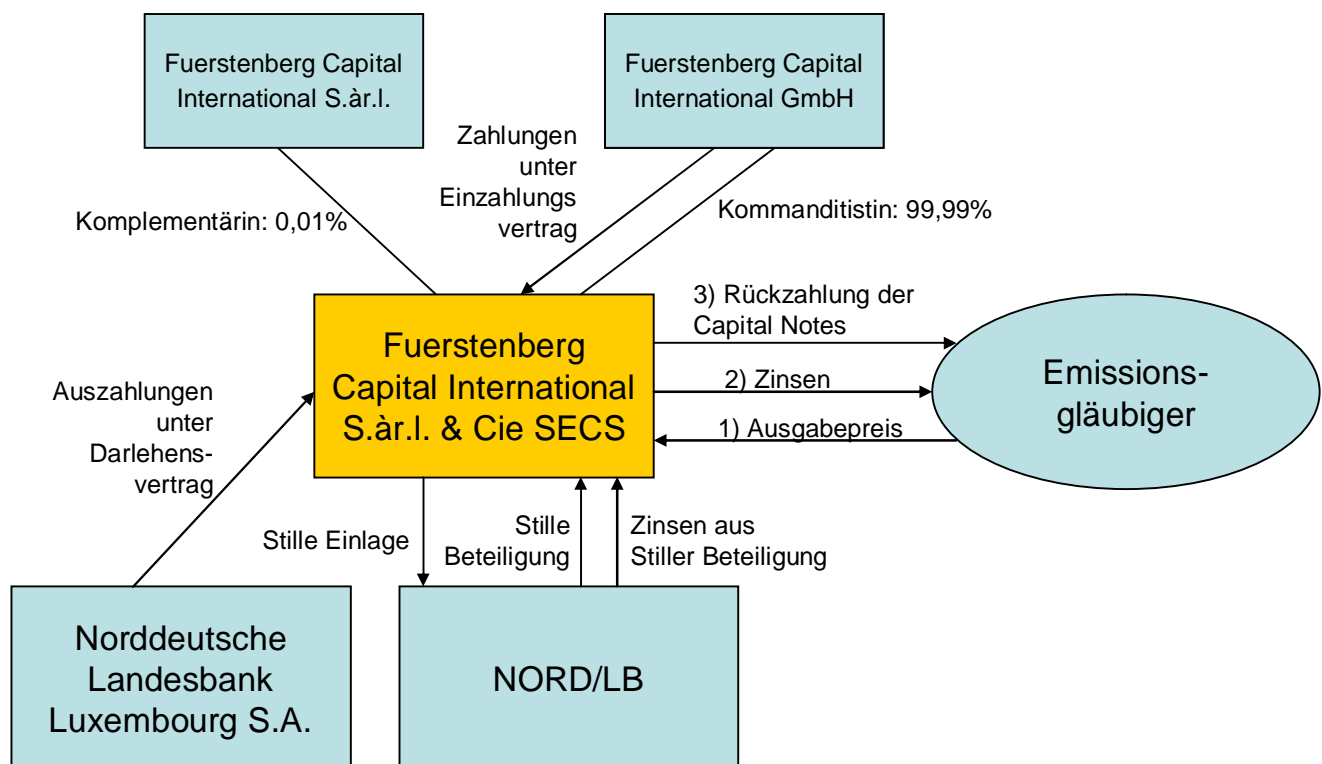 Fuerstenberg Capital
International S.àr.l.
Fuerstenberg Capital
International GmbH
Zahlungen
unter
Einzahlungs
vertrag
Komplementärin: 0,01%
Kommanditistin: 99,99%
Fuerstenberg
Capital International
S.àr.l. & Cie SECS
3) Rückzahlung der
Capital Notes
2) Zinsen
1) Ausgabepreis
Emissions-
gläubiger
Auszahlungen
unter
Darlehens-
vertrag
Stille Einlage
Stille
Beteiligung
Zinsen aus
Stiller Beteiligung
Norddeutsche
Landesbank
Luxembourg S.A.
NORD/LB